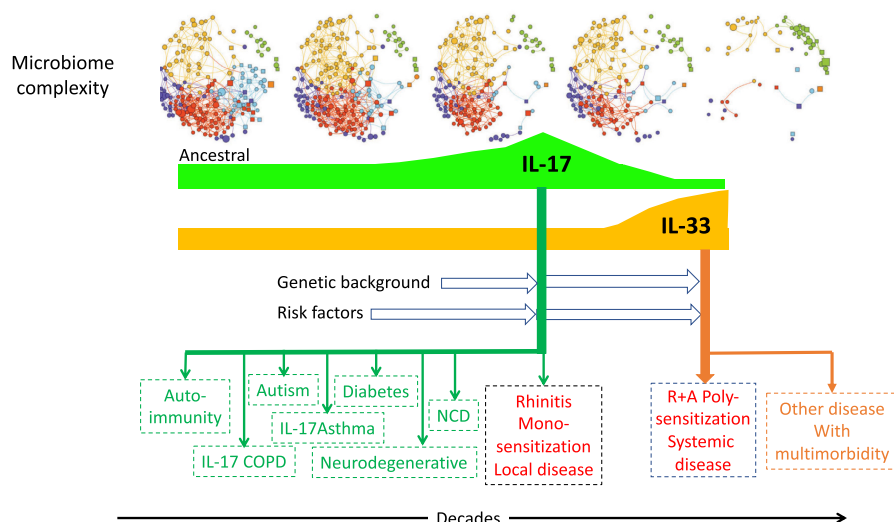 Microbiome
complexity
Ancestral
IL-17
IL-33
Genetic background
Risk factors
Auto-
immunity
Autism
Diabetes
IL-17Asthma
NCD
IL-17 COPD
Neurodegenerative
Rhinitis
Mono-
sensitization
Local disease
R+A Poly-
sensitization
Systemic
disease
Other disease
With
multimorbidity
Decades